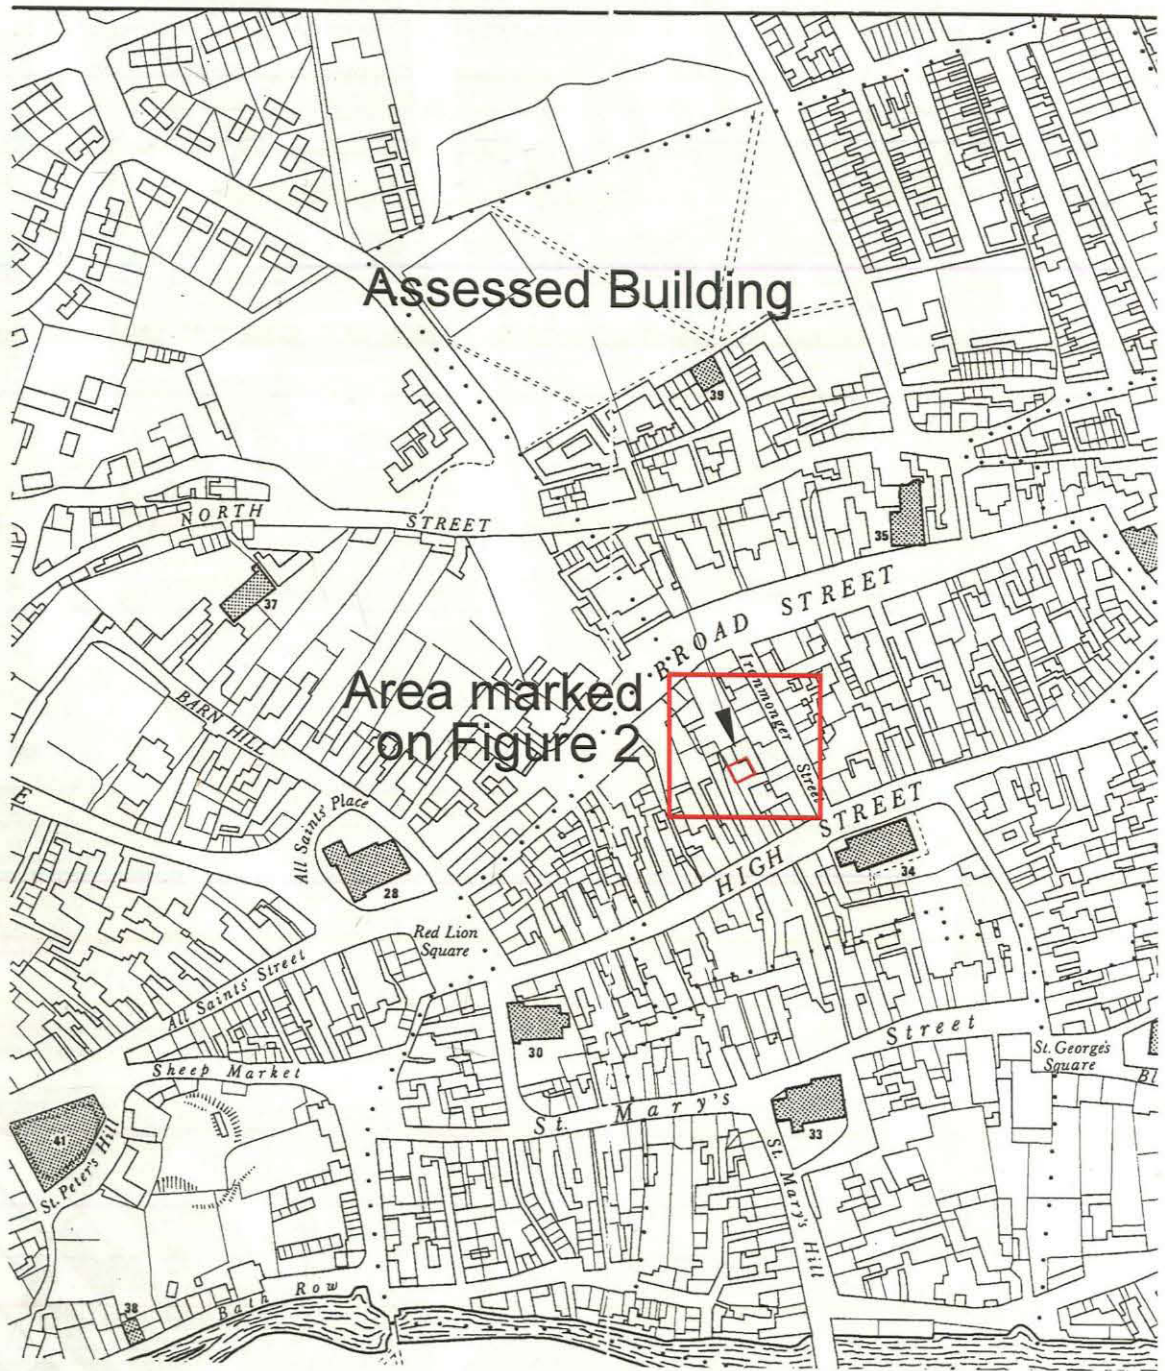 Assessed Building
39
35
NORTH STREET
37
BROAD STREET
Ironmonger Street
Area marked
on Figure 2
BARN HILL
E
All Saints' Place
28
HIGH STREET
34
Red Lion
Square
All Saints' Street
30
Sheep Market
St. Mary's Street
St. George's
Square
Bl
33
41
St. Peter's Hill
St. Mary's Hill
38
Bath Row